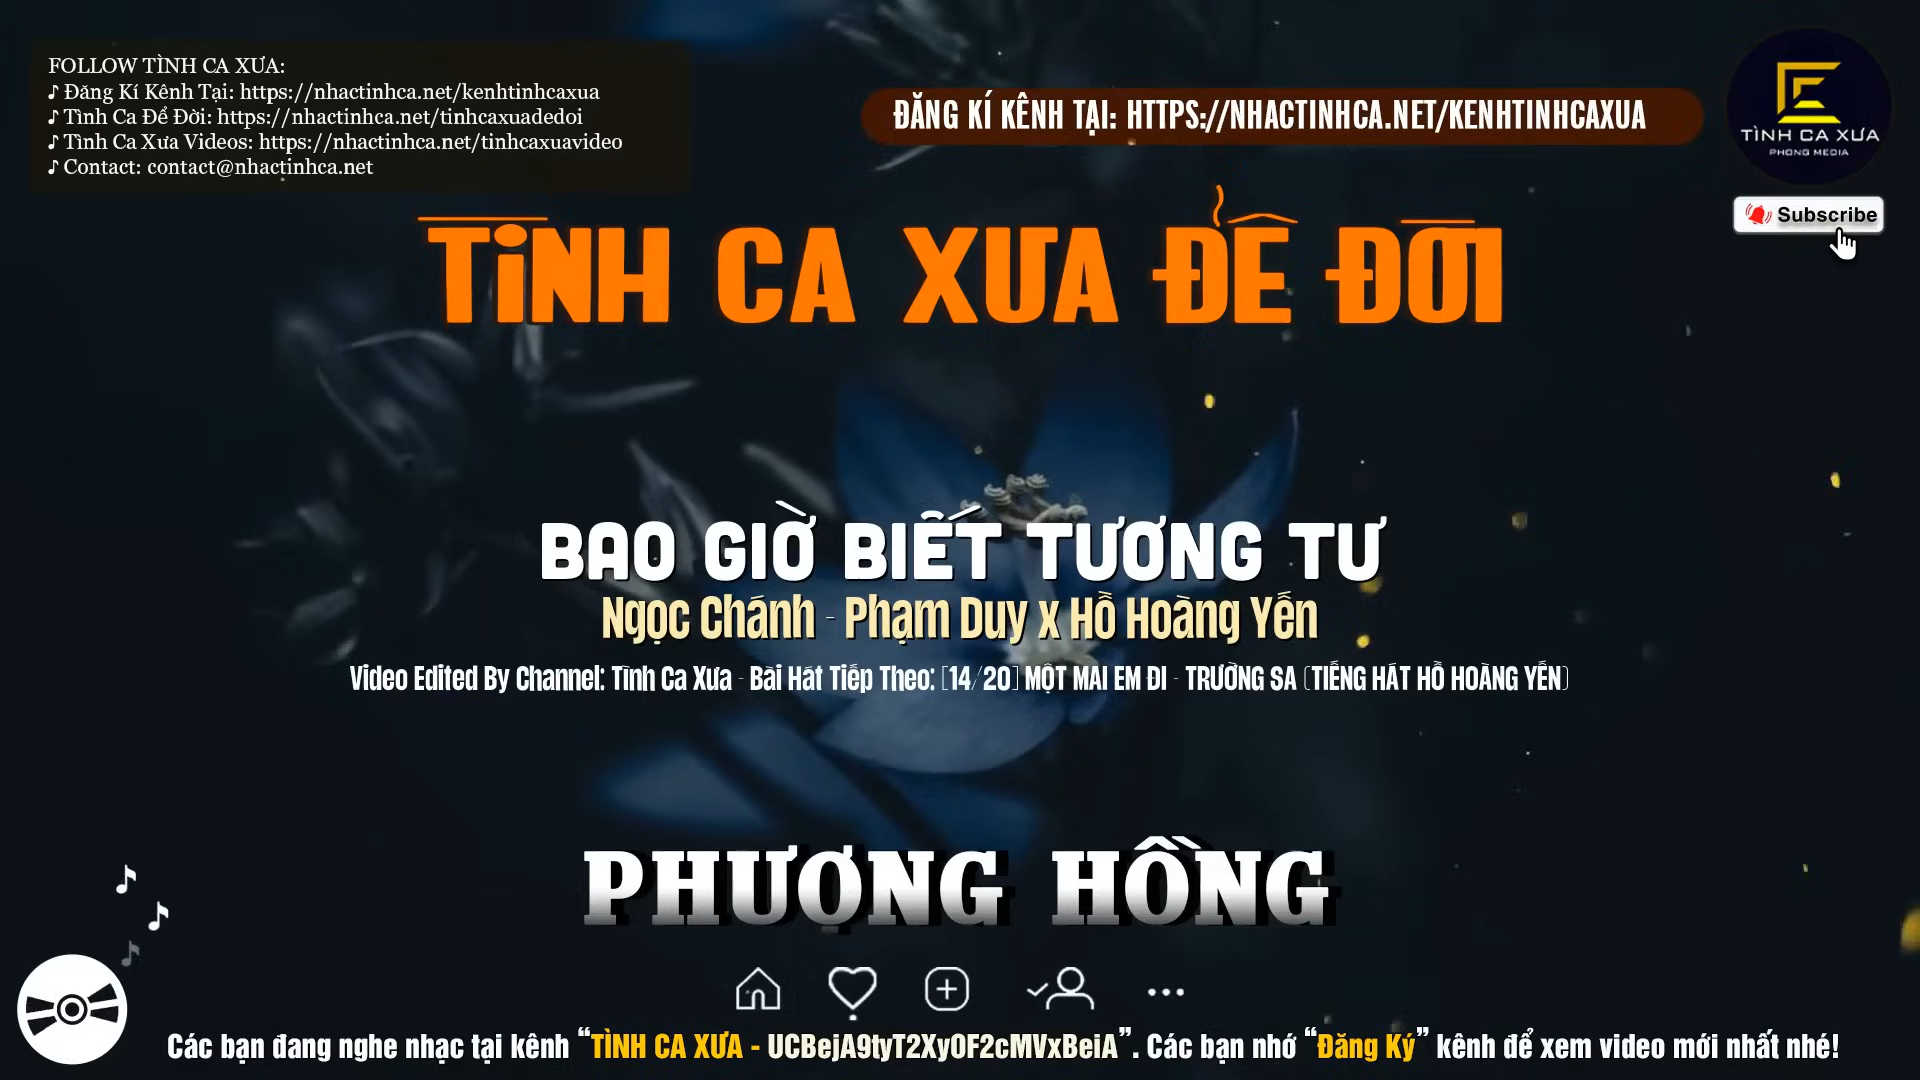 FOLLOW TÌNH CA XƯA:
♪ Đăng Kí Kênh Tại: https://nhactinhca.net/kenhtinhcaxua
♪ Tình Ca Để Đời: https://nhactinhca.net/tinhcaxuadedoi
♪ Tình Ca Xưa Videos: https://nhactinhca.net/tinhcaxuavideo
♪ Contact: contact@nhactinhca.net
ĐĂNG KÍ KÊNH TẠI: HTTPS://NHACTINHCA.NET/KENHTINHCAXUA
TÌNH CA XƯA
PHONG MEDIA
Subscribe
TÌNH CA XƯA ĐỂ ĐỜI
BAO GIỜ BIẾT TƯƠNG TƯ
Ngọc Chánh - Phạm Duy x Hồ Hoàng Yến
Video Edited By Channel: Tình Ca Xưa - Bài Hát Tiếp Theo: [14/20] MỘT MAI EM ĐI - TRƯỜNG SA (TIẾNG HÁT HỒ HOÀNG YẾN)
PHƯỢNG HỒNG
Các bạn đang nghe nhạc tại kênh “TÌNH CA XƯA - UCBejA9tyT2XyOF2cMVxBeiA”. Các bạn nhớ “Đăng Ký” kênh để xem video mới nhất nhé!